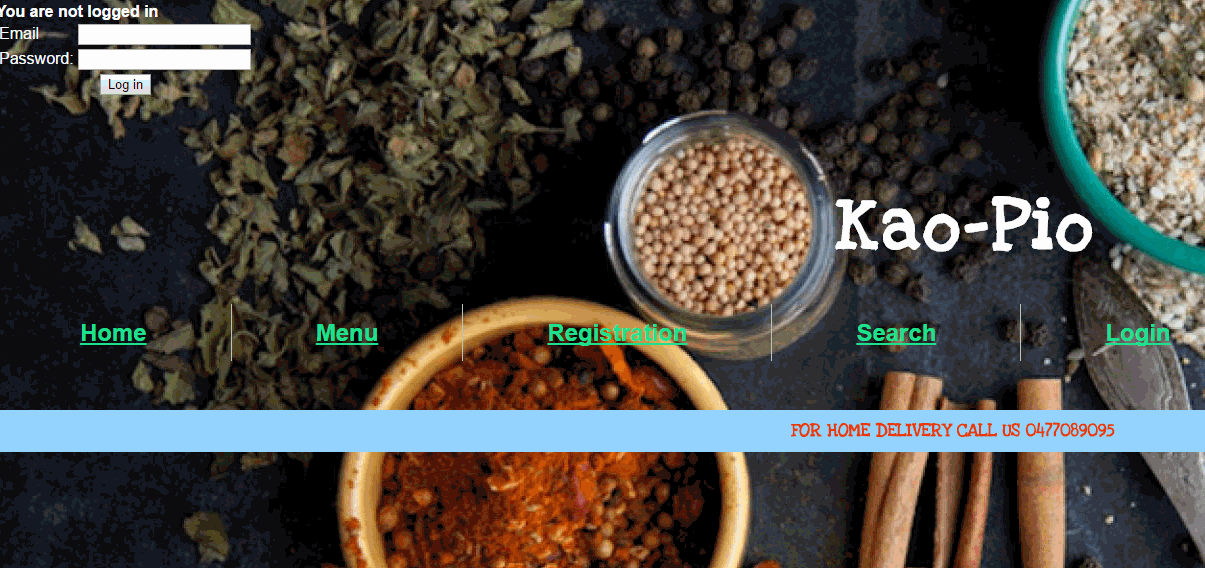 You are not logged in
Email
Password:
Log in
Kao-Pio
Home
Menu
Registration
Search
Login
FOR HOME DELIVERY CALL US 0477089095